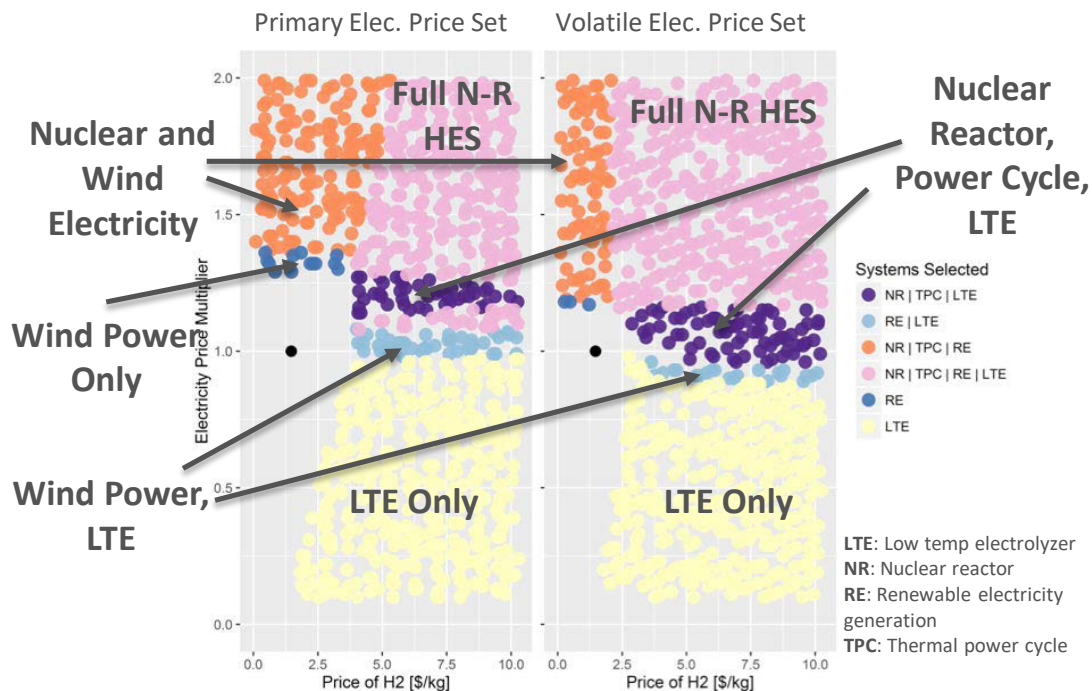 Primary Elec. Price Set
Volatile Elec. Price Set
Full N-R
HES
Full N-R HES
Nuclear
Reactor,
Power Cycle,
LTE
Nuclear and
Wind
Electricity
Wind Power
Only
Wind Power,
LTE
LTE Only
LTE Only
Electricity Price Multiplier
2.0
1.5
1.0
0.5
0.0
0.0 2.5 5.0 7.5 10.0
0.0 2.5 5.0 7.5 10.0
Price of H2 [$/kg]
Price of H2 [$/kg]
Systems Selected
NR | TPC | LTE
RE | LTE
NR | TPC | RE
NR | TPC | RE | LTE
RE
LTE
LTE: Low temp electrolyzer
NR: Nuclear reactor
RE: Renewable electricity
generation
TPC: Thermal power cycle